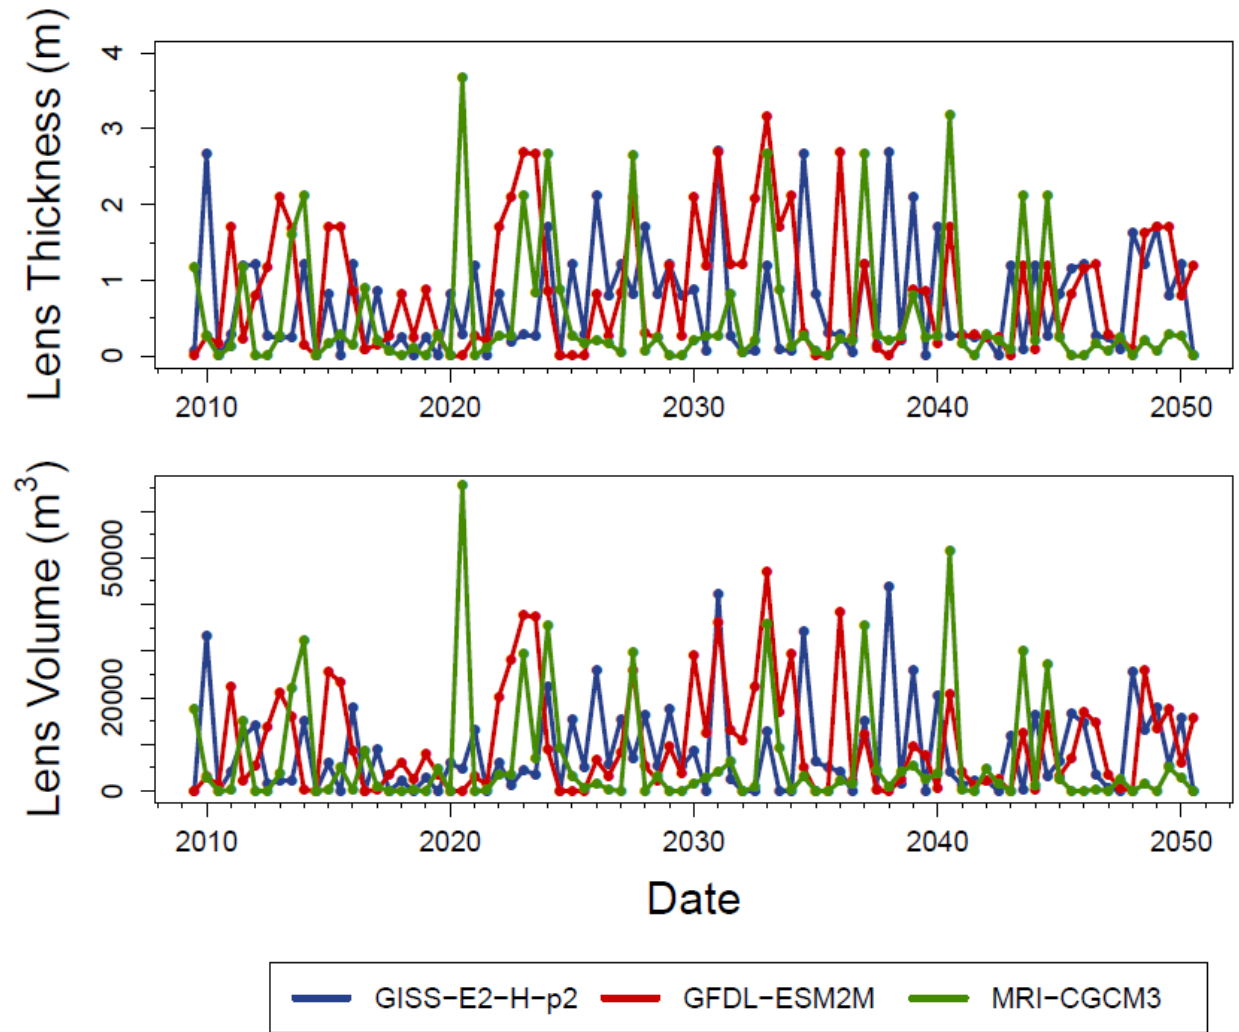 Lens Thickness (m)
4
3
2
1
0
2010 2020 2030 2040 2050
Lens Volume (m³)
50000
20000
0
2010 2020 2030 2040 2050
Date
GISS−E2−H−p2 GFDL−ESM2M MRI−CGCM3